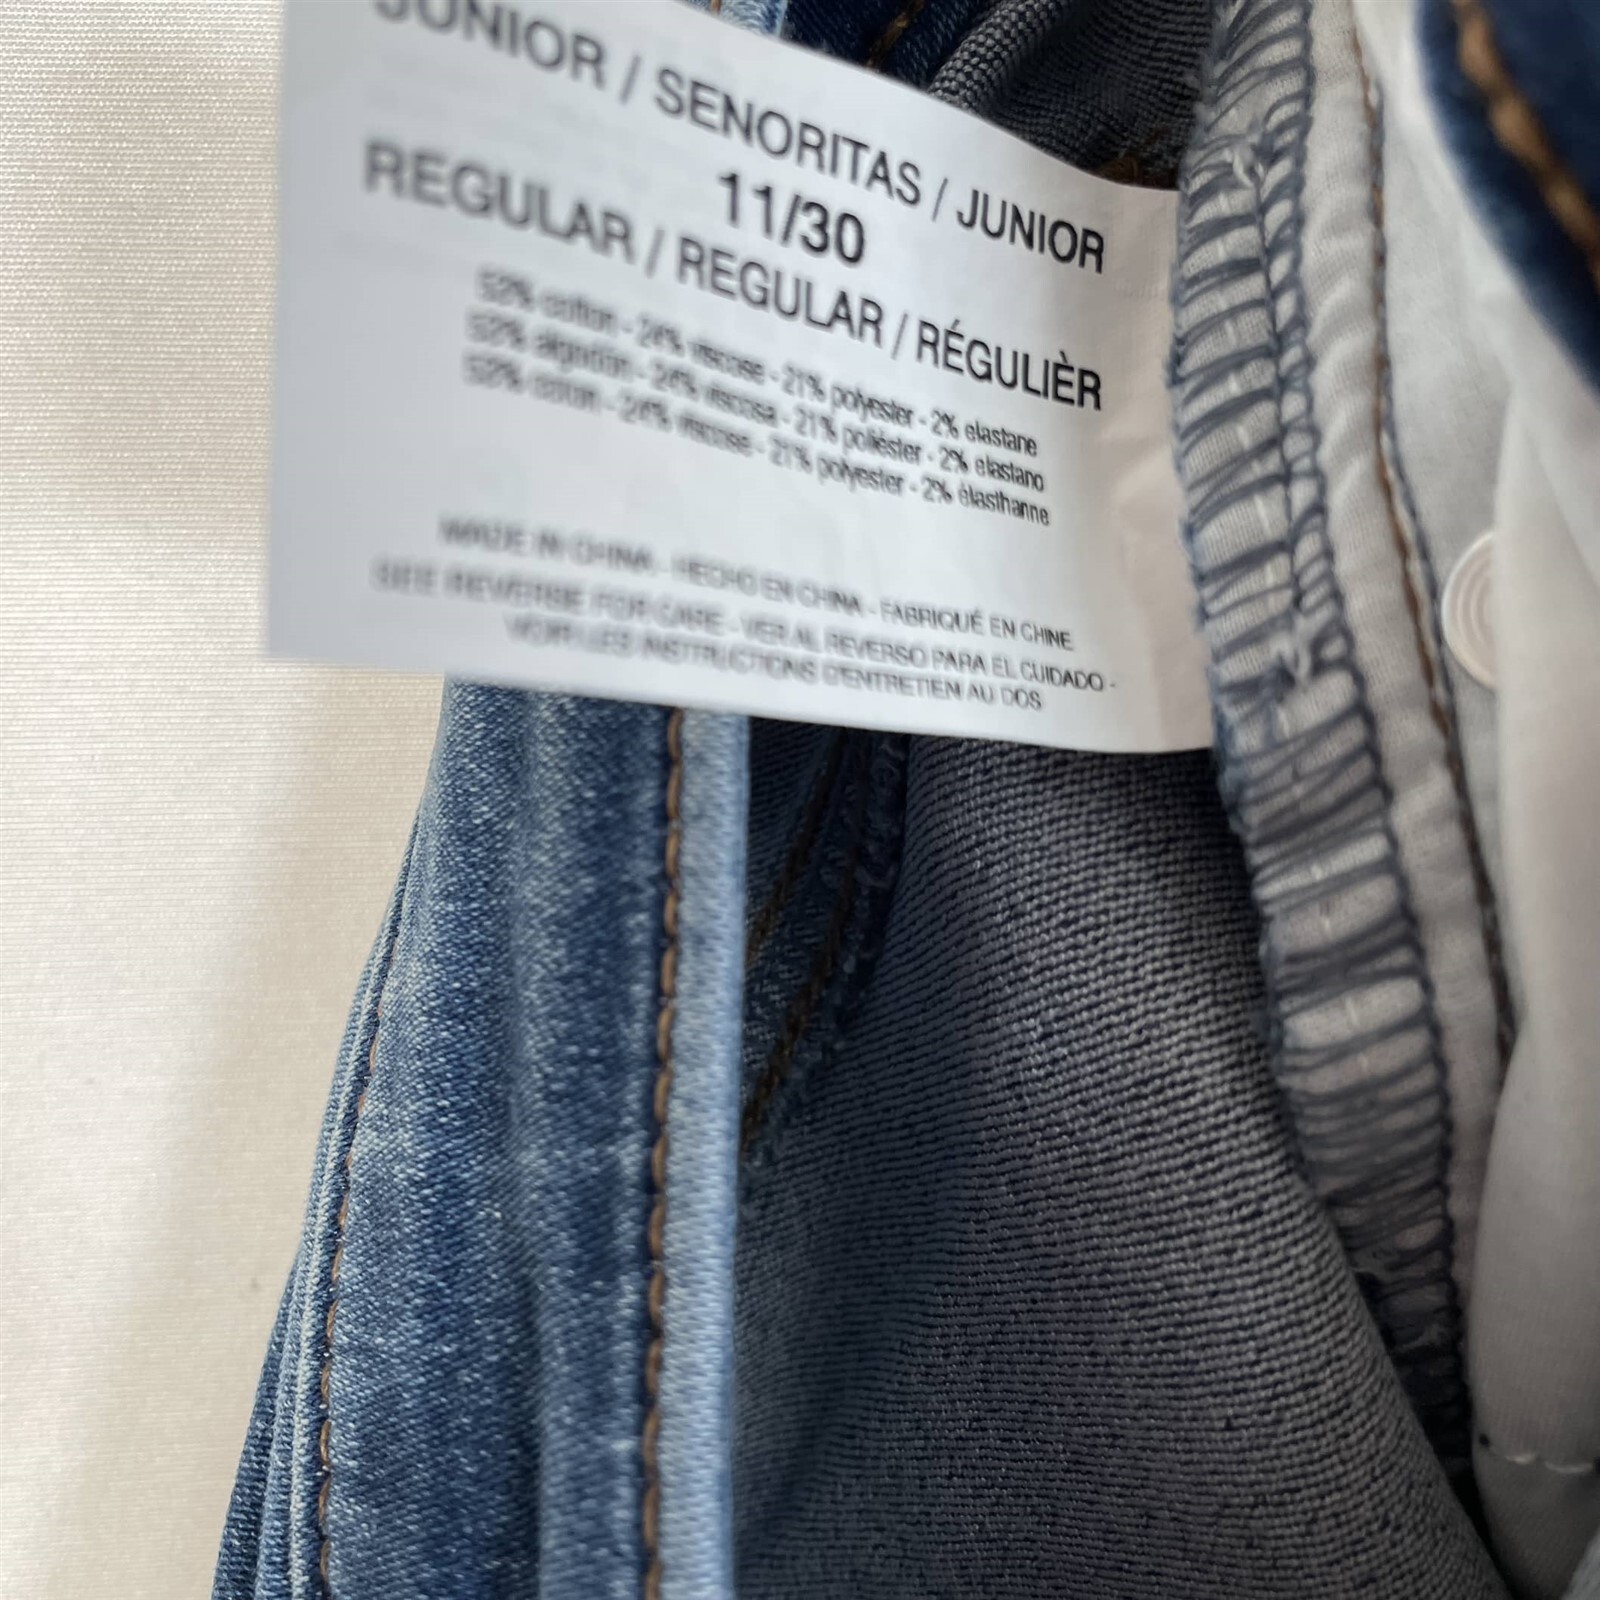 JUNIOR / SENORITAS / JUNIOR
11/30
REGULAR / REGULAR / RÉGULIÈR
52% cotton - 24% viscose - 21% polyester - 2% elastane
52% algodón - 24% viscosa - 21% poliéster - 2% elastano
52% coton - 24% viscose - 21% polyester - 2% élasthanne
MADE IN CHINA - HECHO EN CHINA - FABRIQUÉ EN CHINE
SEE REVERSE FOR CARE - VER AL REVERSO PARA EL CUIDADO -
VOIR LES INSTRUCTIONS D'ENTRETIEN AU DOS